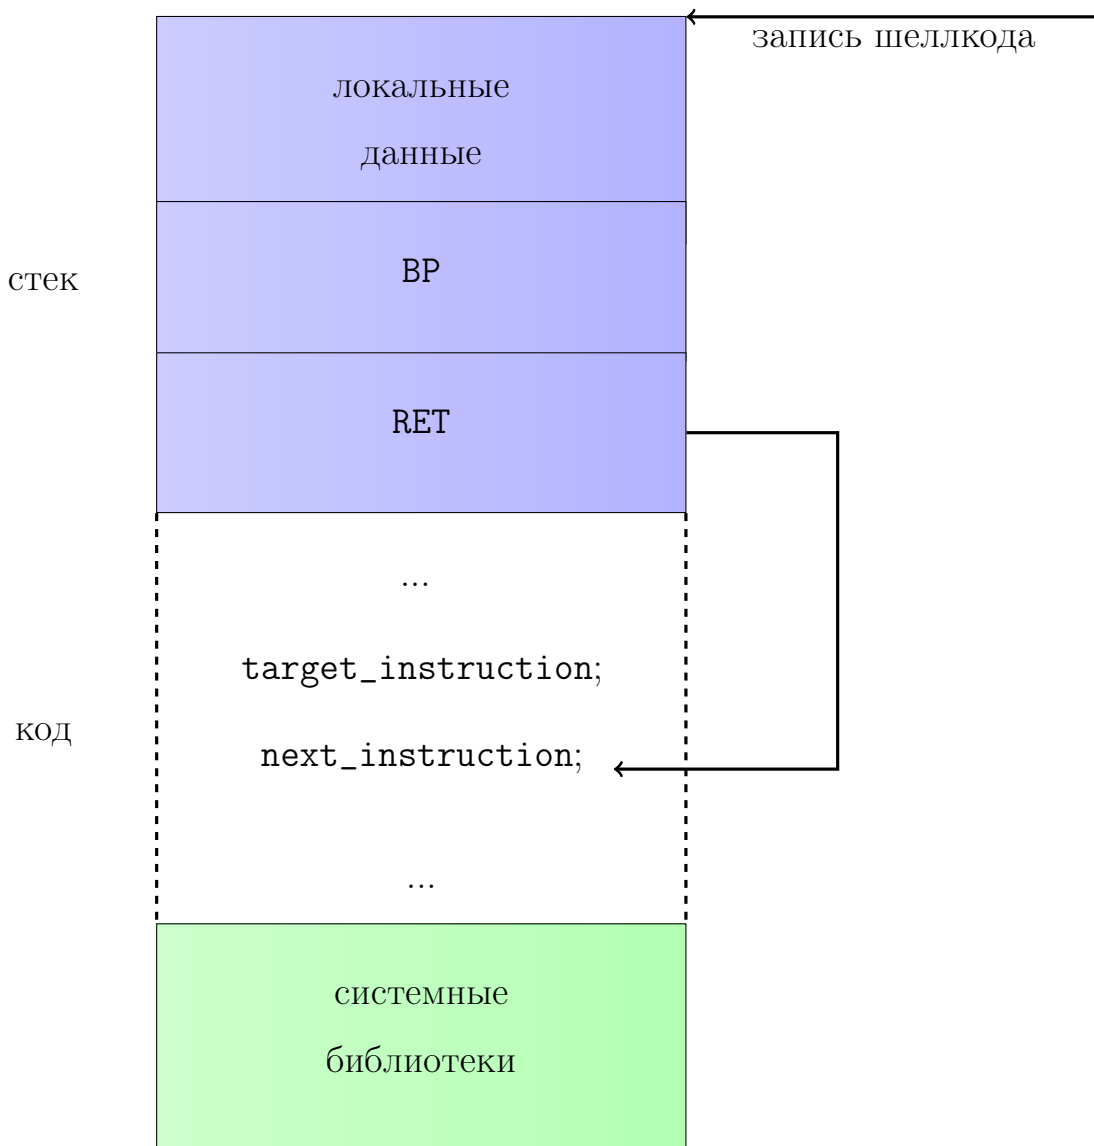 запись шеллкода
локальные
данные
стек
BP
RET
...
target_instruction;
код
next_instruction;
...
системные
библиотеки